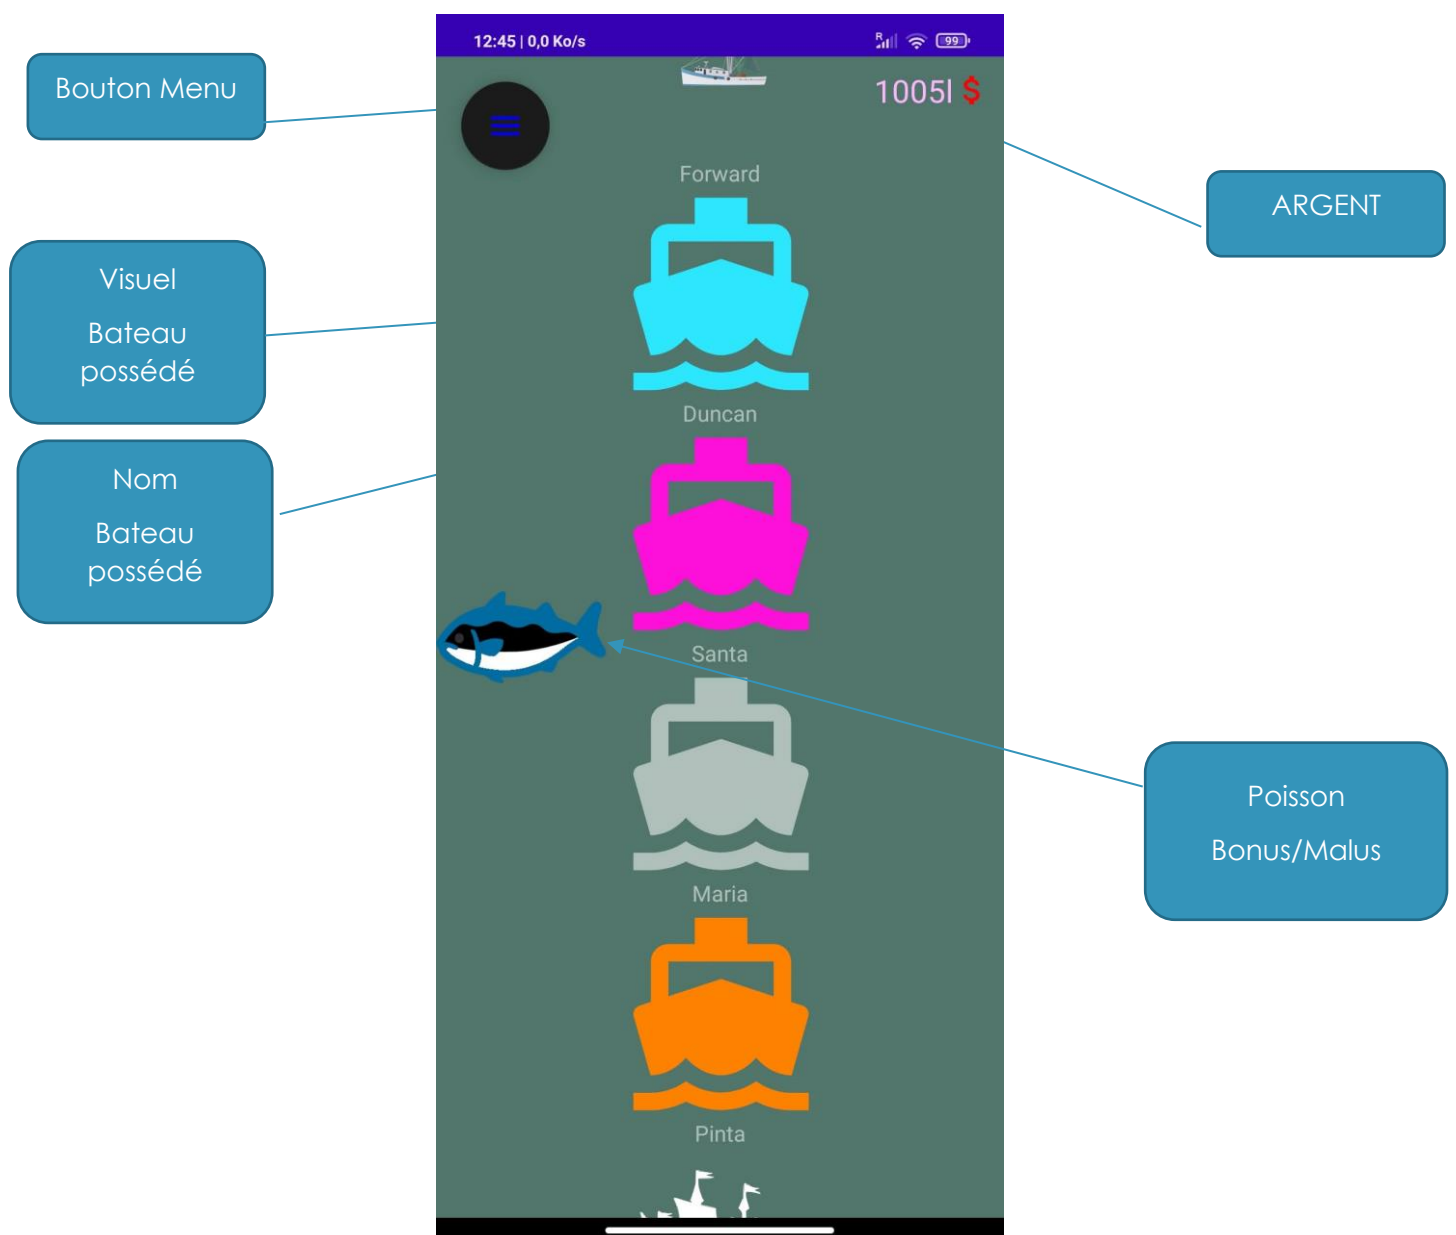 12:45 | 0,0 Ko/s
R
99
Bouton Menu
1005l $
Forward
ARGENT
Visuel
Bateau
possédé
Duncan
Nom
Bateau
possédé
Santa
Poisson
Bonus/Malus
Maria
Pinta